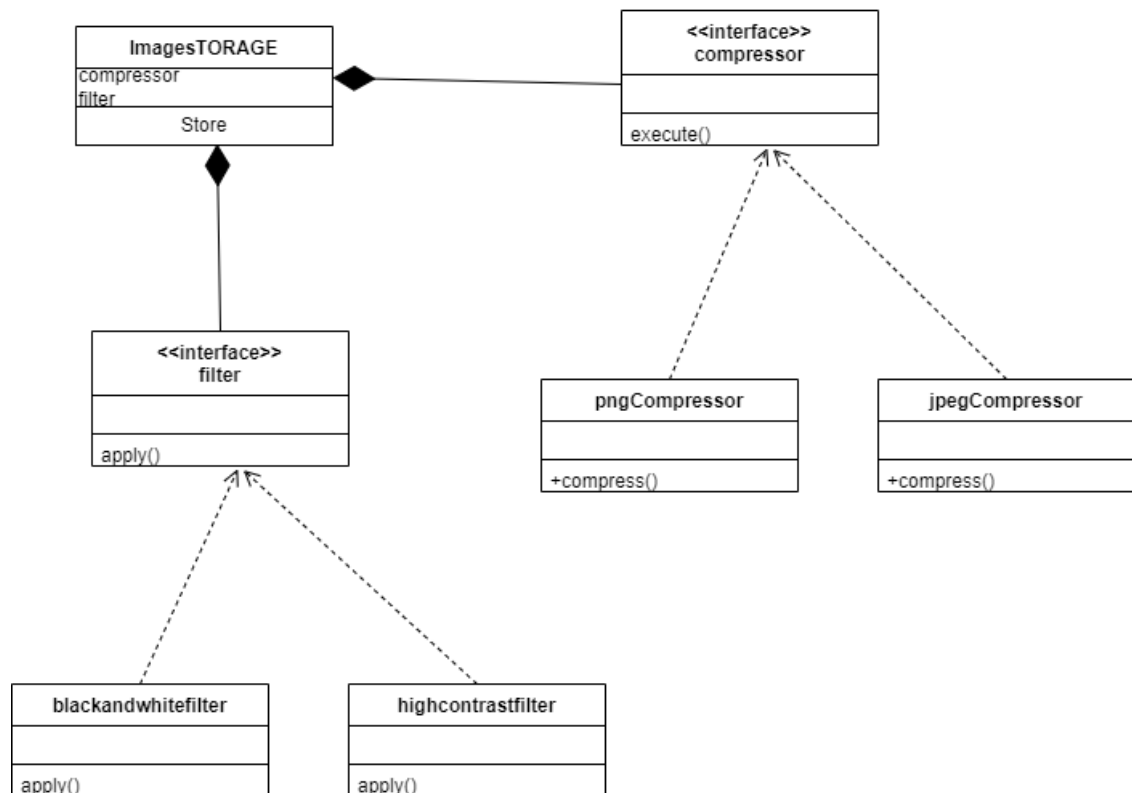 ImagesTORAGE
compressor
filter
Store
<<interface>>
compressor
execute()
<<interface>>
filter
apply()
pngCompressor
+compress()
jpegCompressor
+compress()
blackandwhitefilter
apply()
highcontrastfilter
apply()